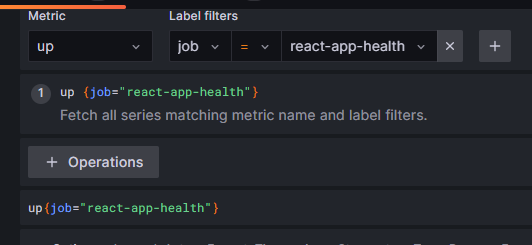 Metric
Label filters
up
job
=
react-app-health
1
up {job="react-app-health"}
Fetch all series matching metric name and label filters.
+ Operations
up{job="react-app-health"}